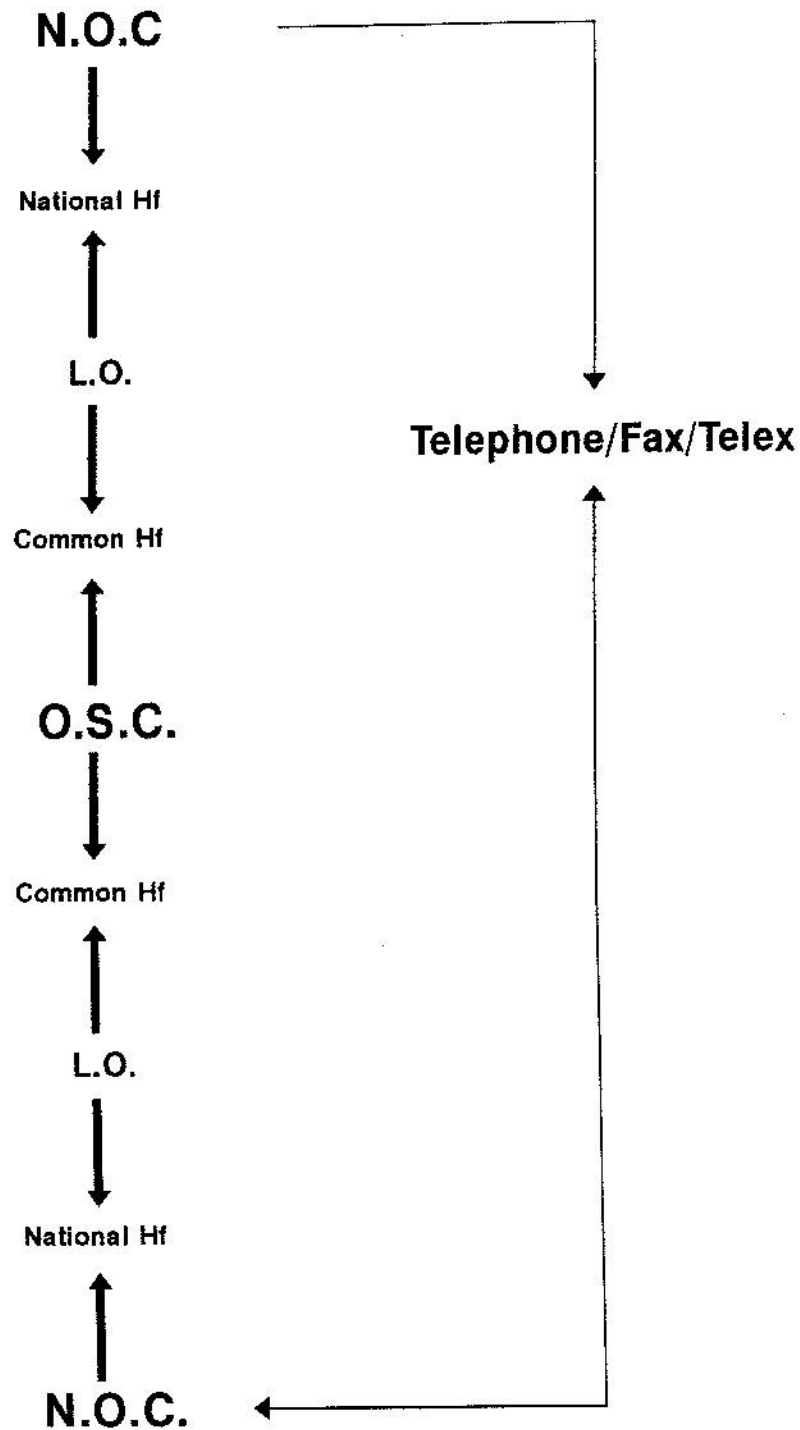 N.O.C
National Hf
L.O.
Telephone/Fax/Telex
Common Hf
O.S.C.
Common Hf
L.O.
National Hf
N.O.C.